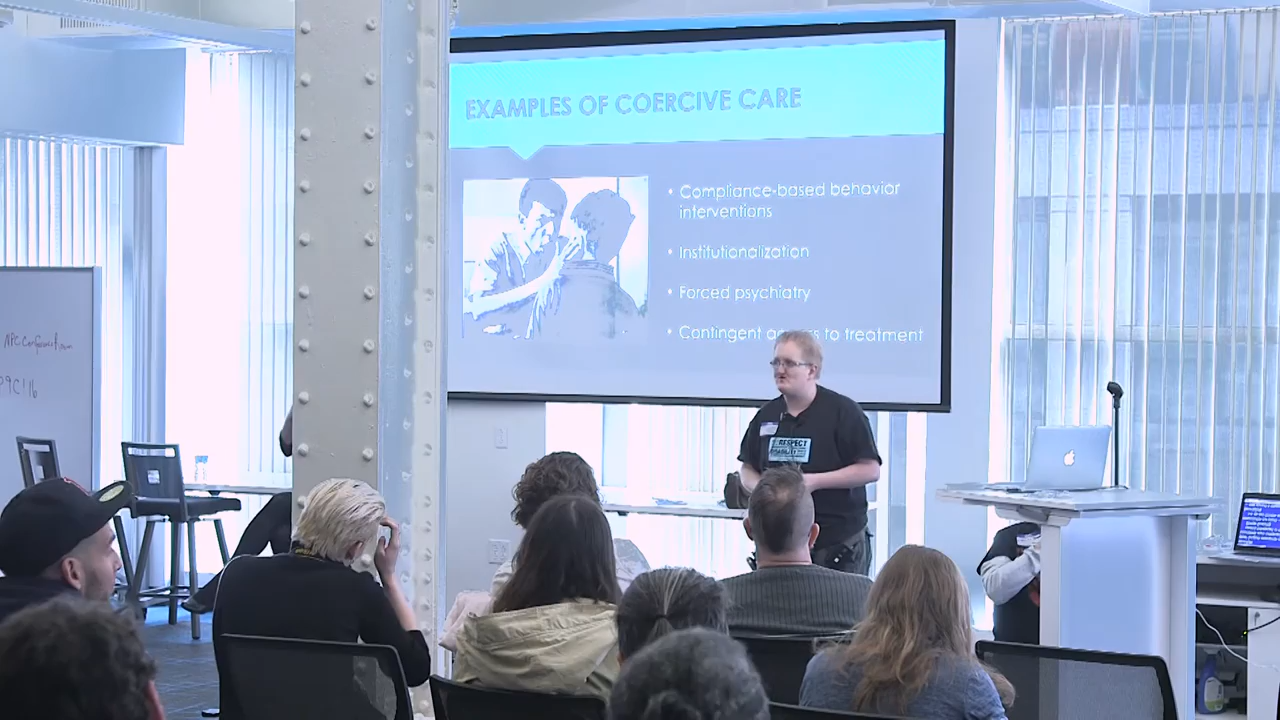 EXAMPLES OF COERCIVE CARE
• Compliance-based behavior
interventions
• Institutionalization
• Forced psychiatry
• Contingent access to treatment
RESPECT